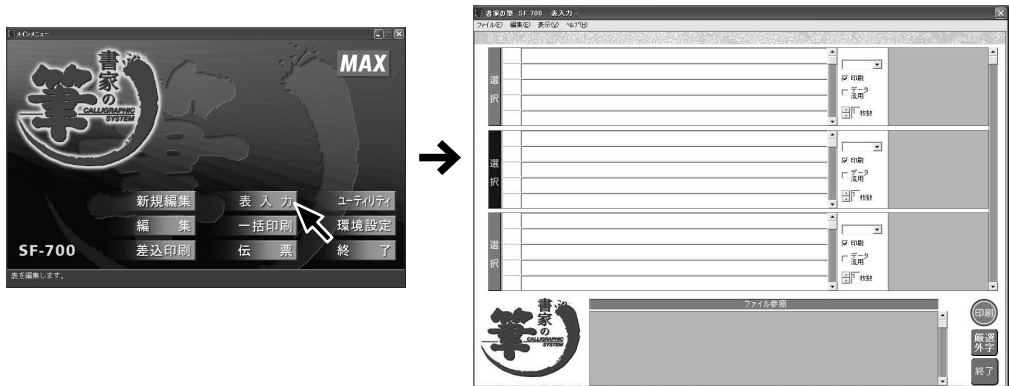 メインメニュー
MAX
書家の
筆
CALLIGRAPHIC
SYSTEM
新規編集
表 入 力
ユーティリティ
編 集
一括印刷
環境設定
SF-700
差込印刷
伝 票
終 了
表を編集します。
書家の筆 SF-700 表入力 -
ファイル(F) 編集(E) 表示(V) ヘルプ(H)
選択
印刷
データ
流用
1 枚数
選択
印刷
データ
流用
1 枚数
選択
印刷
データ
流用
1 枚数
書家の
筆
CALLIGRAPHIC
SYSTEM
ファイル参照
印刷
厳選
外字
終了